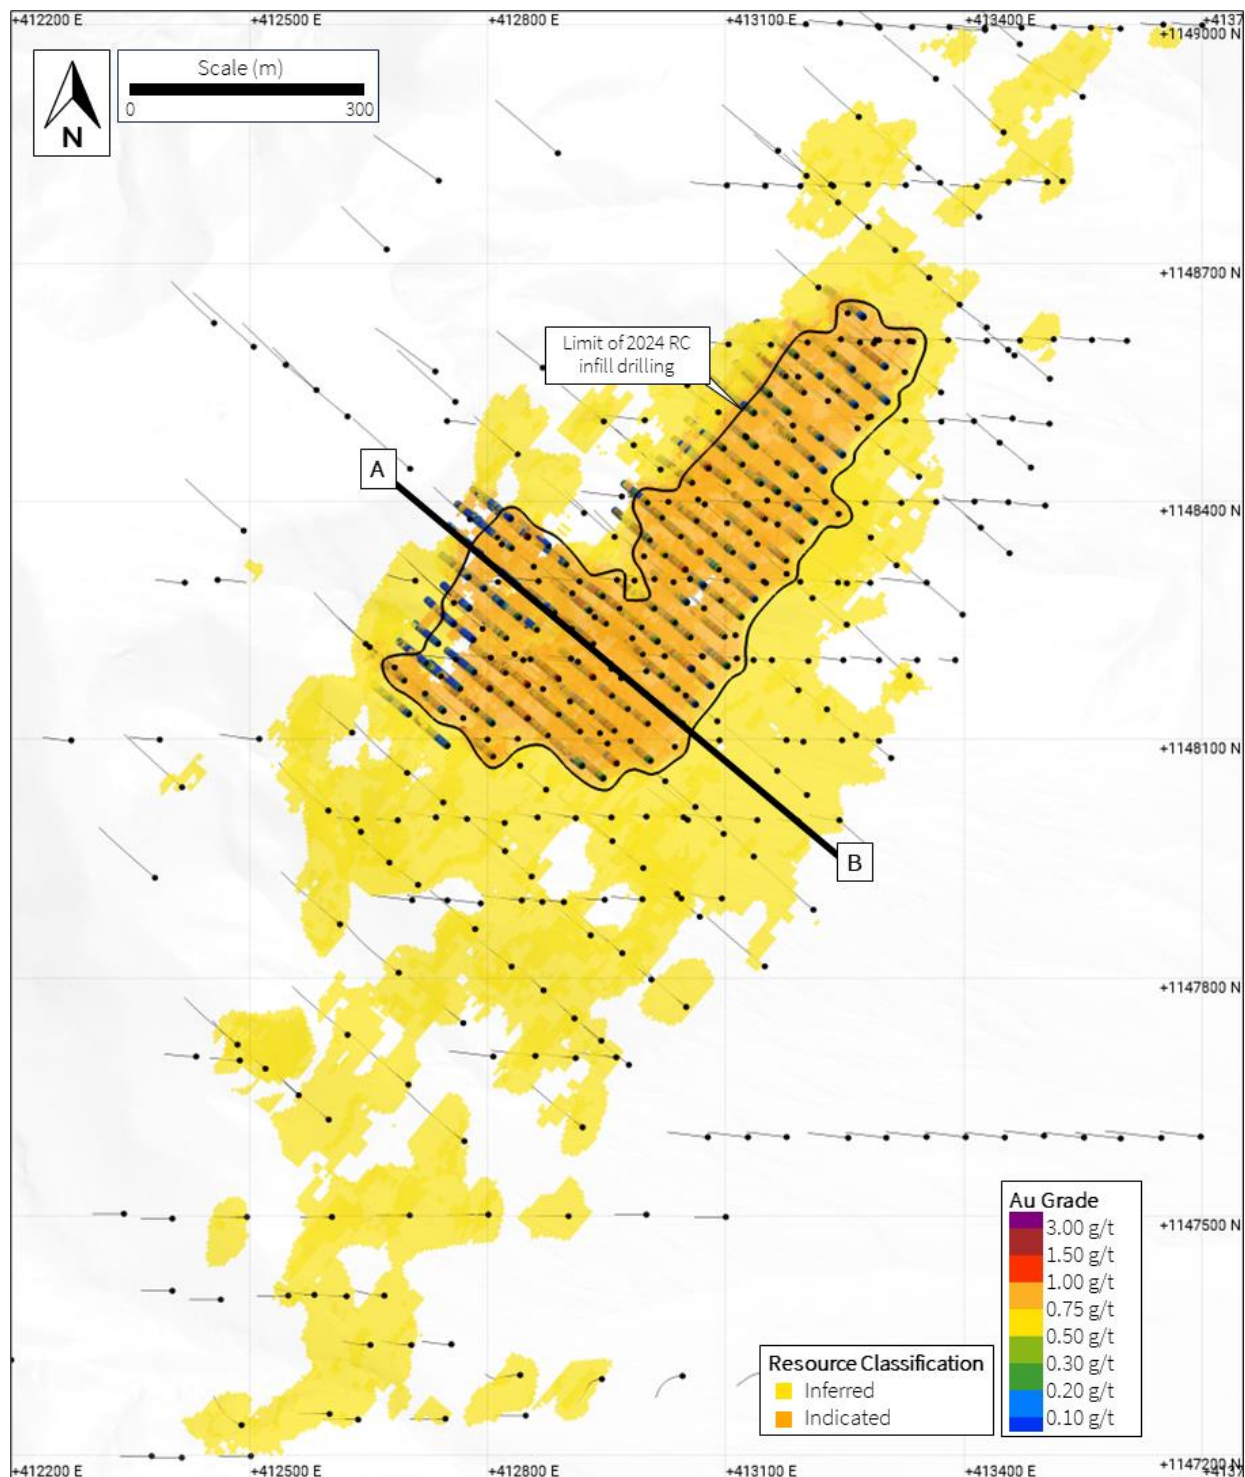 +412200 E
+412500 E
+412800 E
+413100 E
+413400 E
+4137
+1149000 N
Scale (m)
0
300
N
+1148700 N
Limit of 2024 RC
infill drilling
A
+1148400 N
+1148100 N
B
+1147800 N
+1147500 N
Au Grade
3.00 g/t
1.50 g/t
1.00 g/t
0.75 g/t
0.50 g/t
0.30 g/t
0.20 g/t
0.10 g/t
Resource Classification
Inferred
Indicated
+1147200 N
+412200 E
+412500 E
+412800 E
+413100 E
+413400 E
+4137